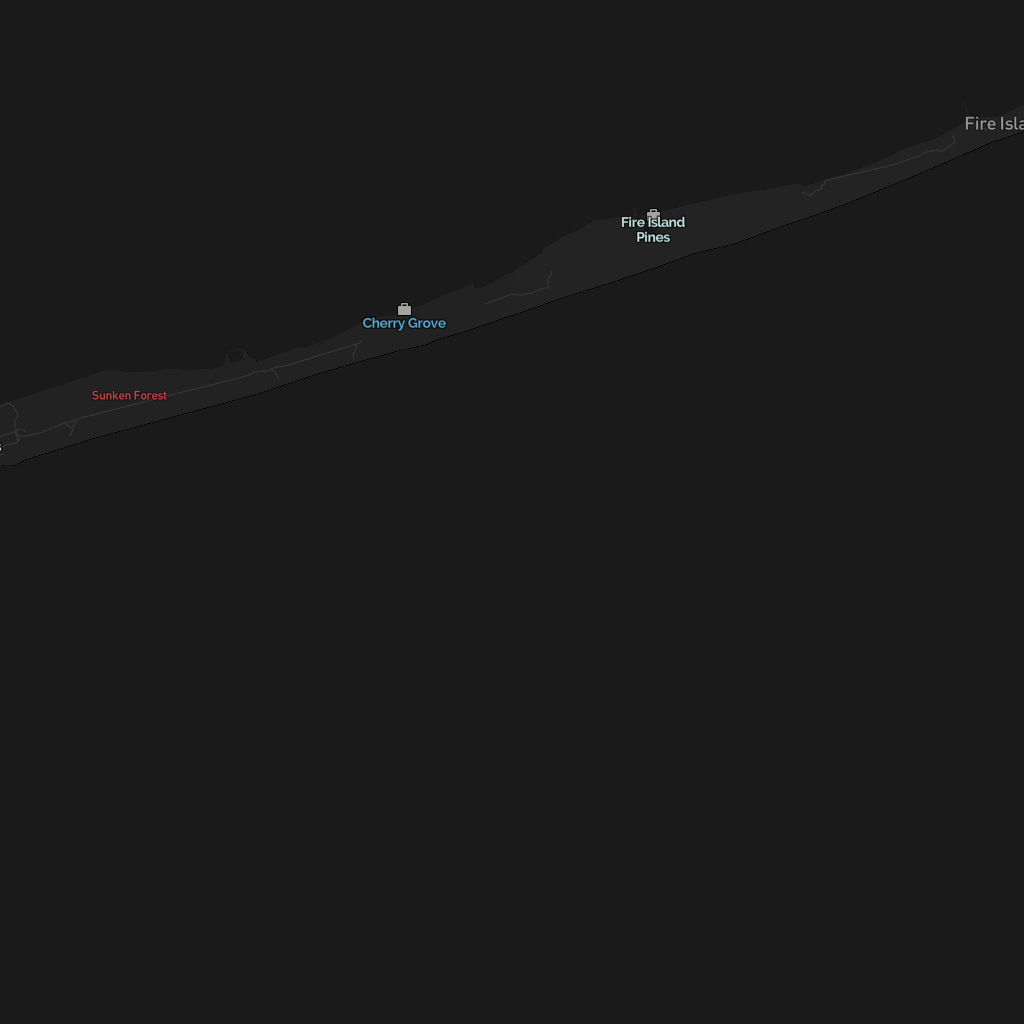 Fire Isla
Fire Island
Pines
Cherry Grove
Sunken Forest
s